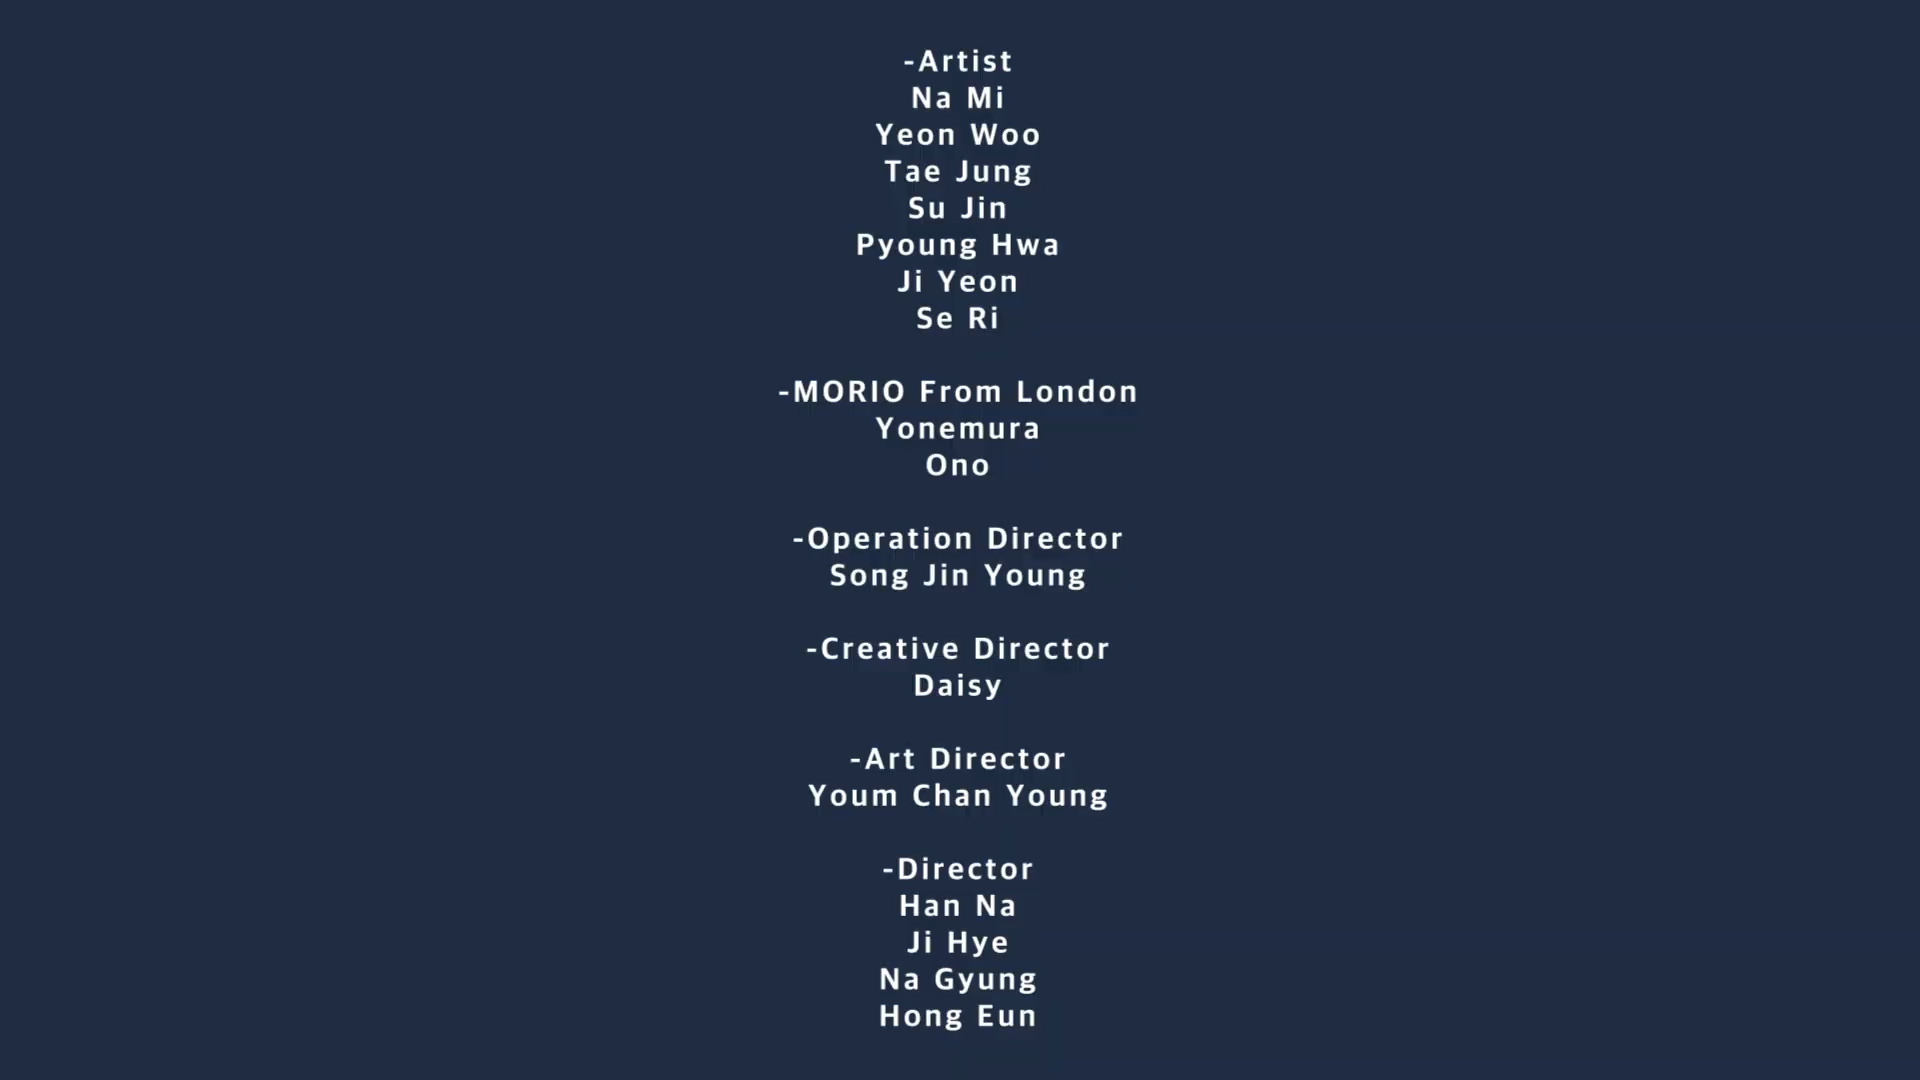 -Artist
Na Mi
Yeon Woo
Tae Jung
Su Jin
Pyoung Hwa
Ji Yeon
Se Ri
-MORIO From London
Yonemura
Ono
-Operation Director
Song Jin Young
-Creative Director
Daisy
-Art Director
Youm Chan Young
-Director
Han Na
Ji Hye
Na Gyung
Hong Eun